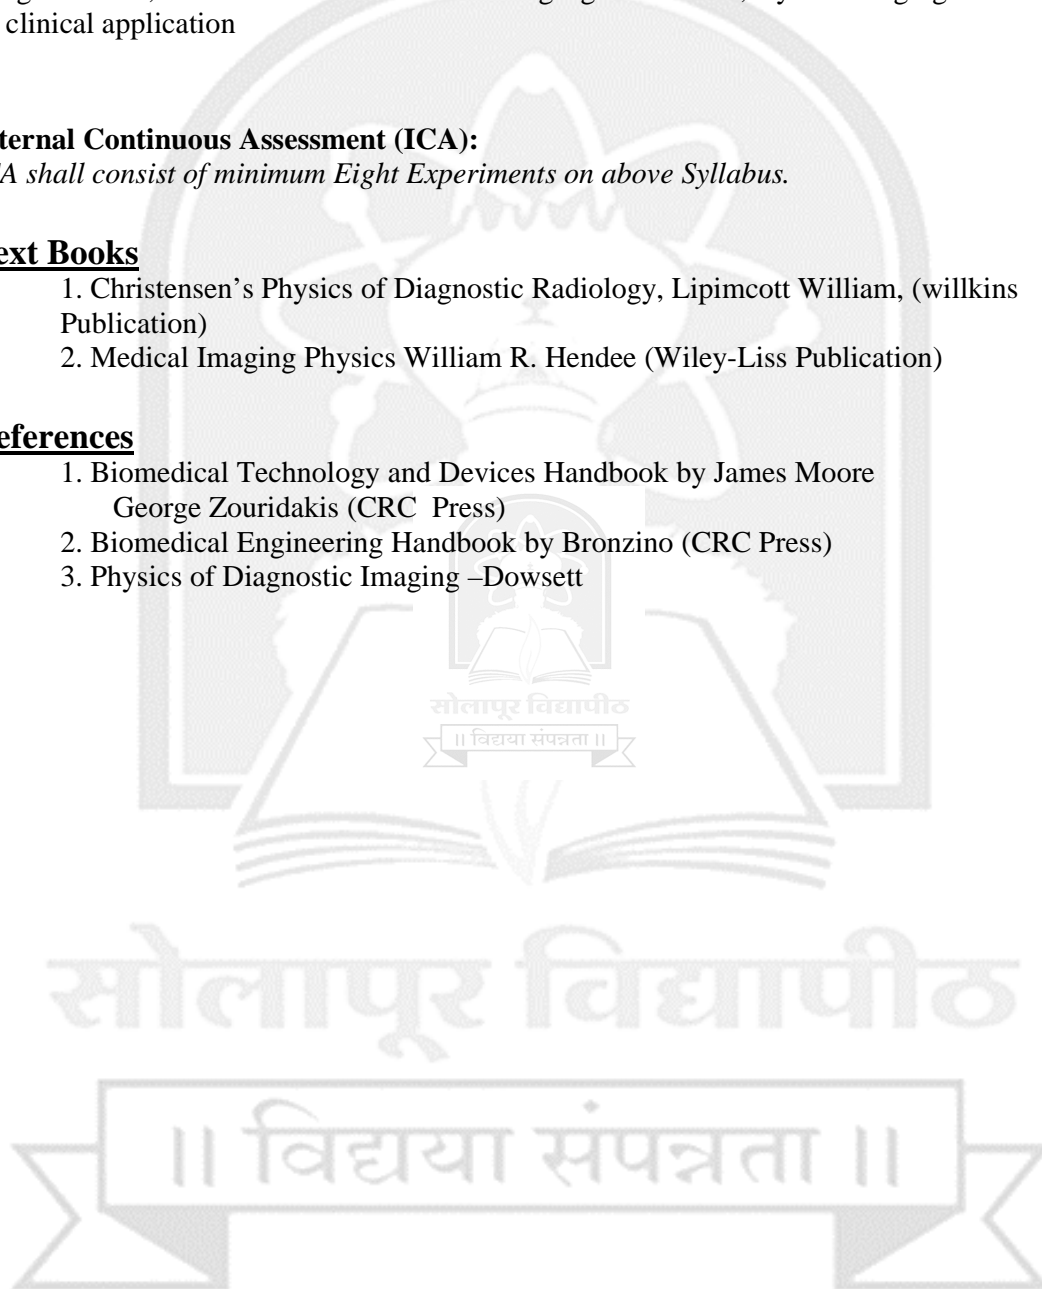 clinical application
ternal Continuous Assessment (ICA):
A shall consist of minimum Eight Experiments on above Syllabus.
ext Books
1. Christensen’s Physics of Diagnostic Radiology, Lipimcott William, (willkins
Publication)
2. Medical Imaging Physics William R. Hendee (Wiley-Liss Publication)
eferences
1. Biomedical Technology and Devices Handbook by James Moore
George Zouridakis (CRC Press)
2. Biomedical Engineering Handbook by Bronzino (CRC Press)
3. Physics of Diagnostic Imaging –Dowsett
सोलापूर विद्यापीठ
॥ विद्यया संपन्नता ॥
सोलापूर विद्यापीठ
॥ विद्यया संपन्नता ॥